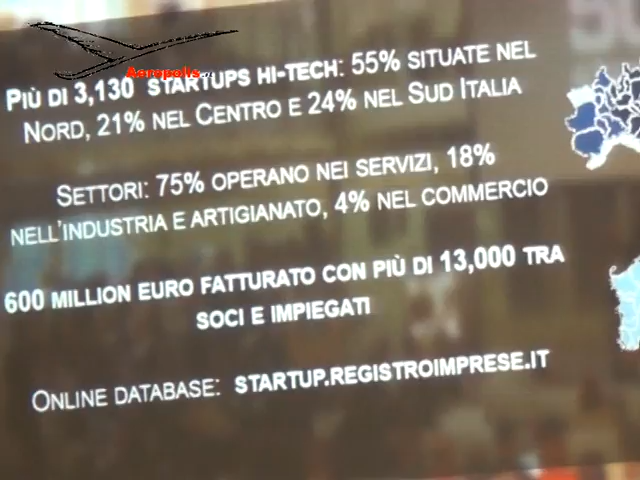 Aeropolis.it
PIÙ DI 3,130 STARTUPS HI-TECH: 55% SITUATE NEL
NORD, 21% NEL CENTRO E 24% NEL SUD ITALIA
SETTORI: 75% OPERANO NEI SERVIZI, 18%
NELL'INDUSTRIA E ARTIGIANATO, 4% NEL COMMERCIO
600 MILLION EURO FATTURATO CON PIÙ DI 13,000 TRA
SOCI E IMPIEGATI
ONLINE DATABASE: STARTUP.REGISTROIMPRESE.IT